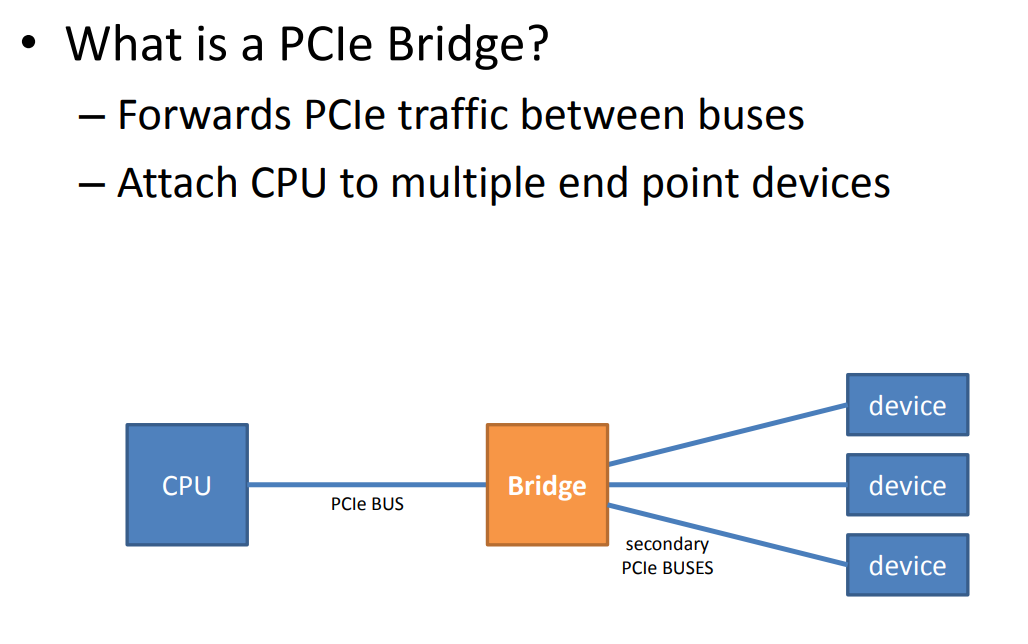 • What is a PCIe Bridge?
– Forwards PCIe traffic between buses
– Attach CPU to multiple end point devices
device
CPU
PCIe BUS
Bridge
device
secondary
PCIe BUSES
device